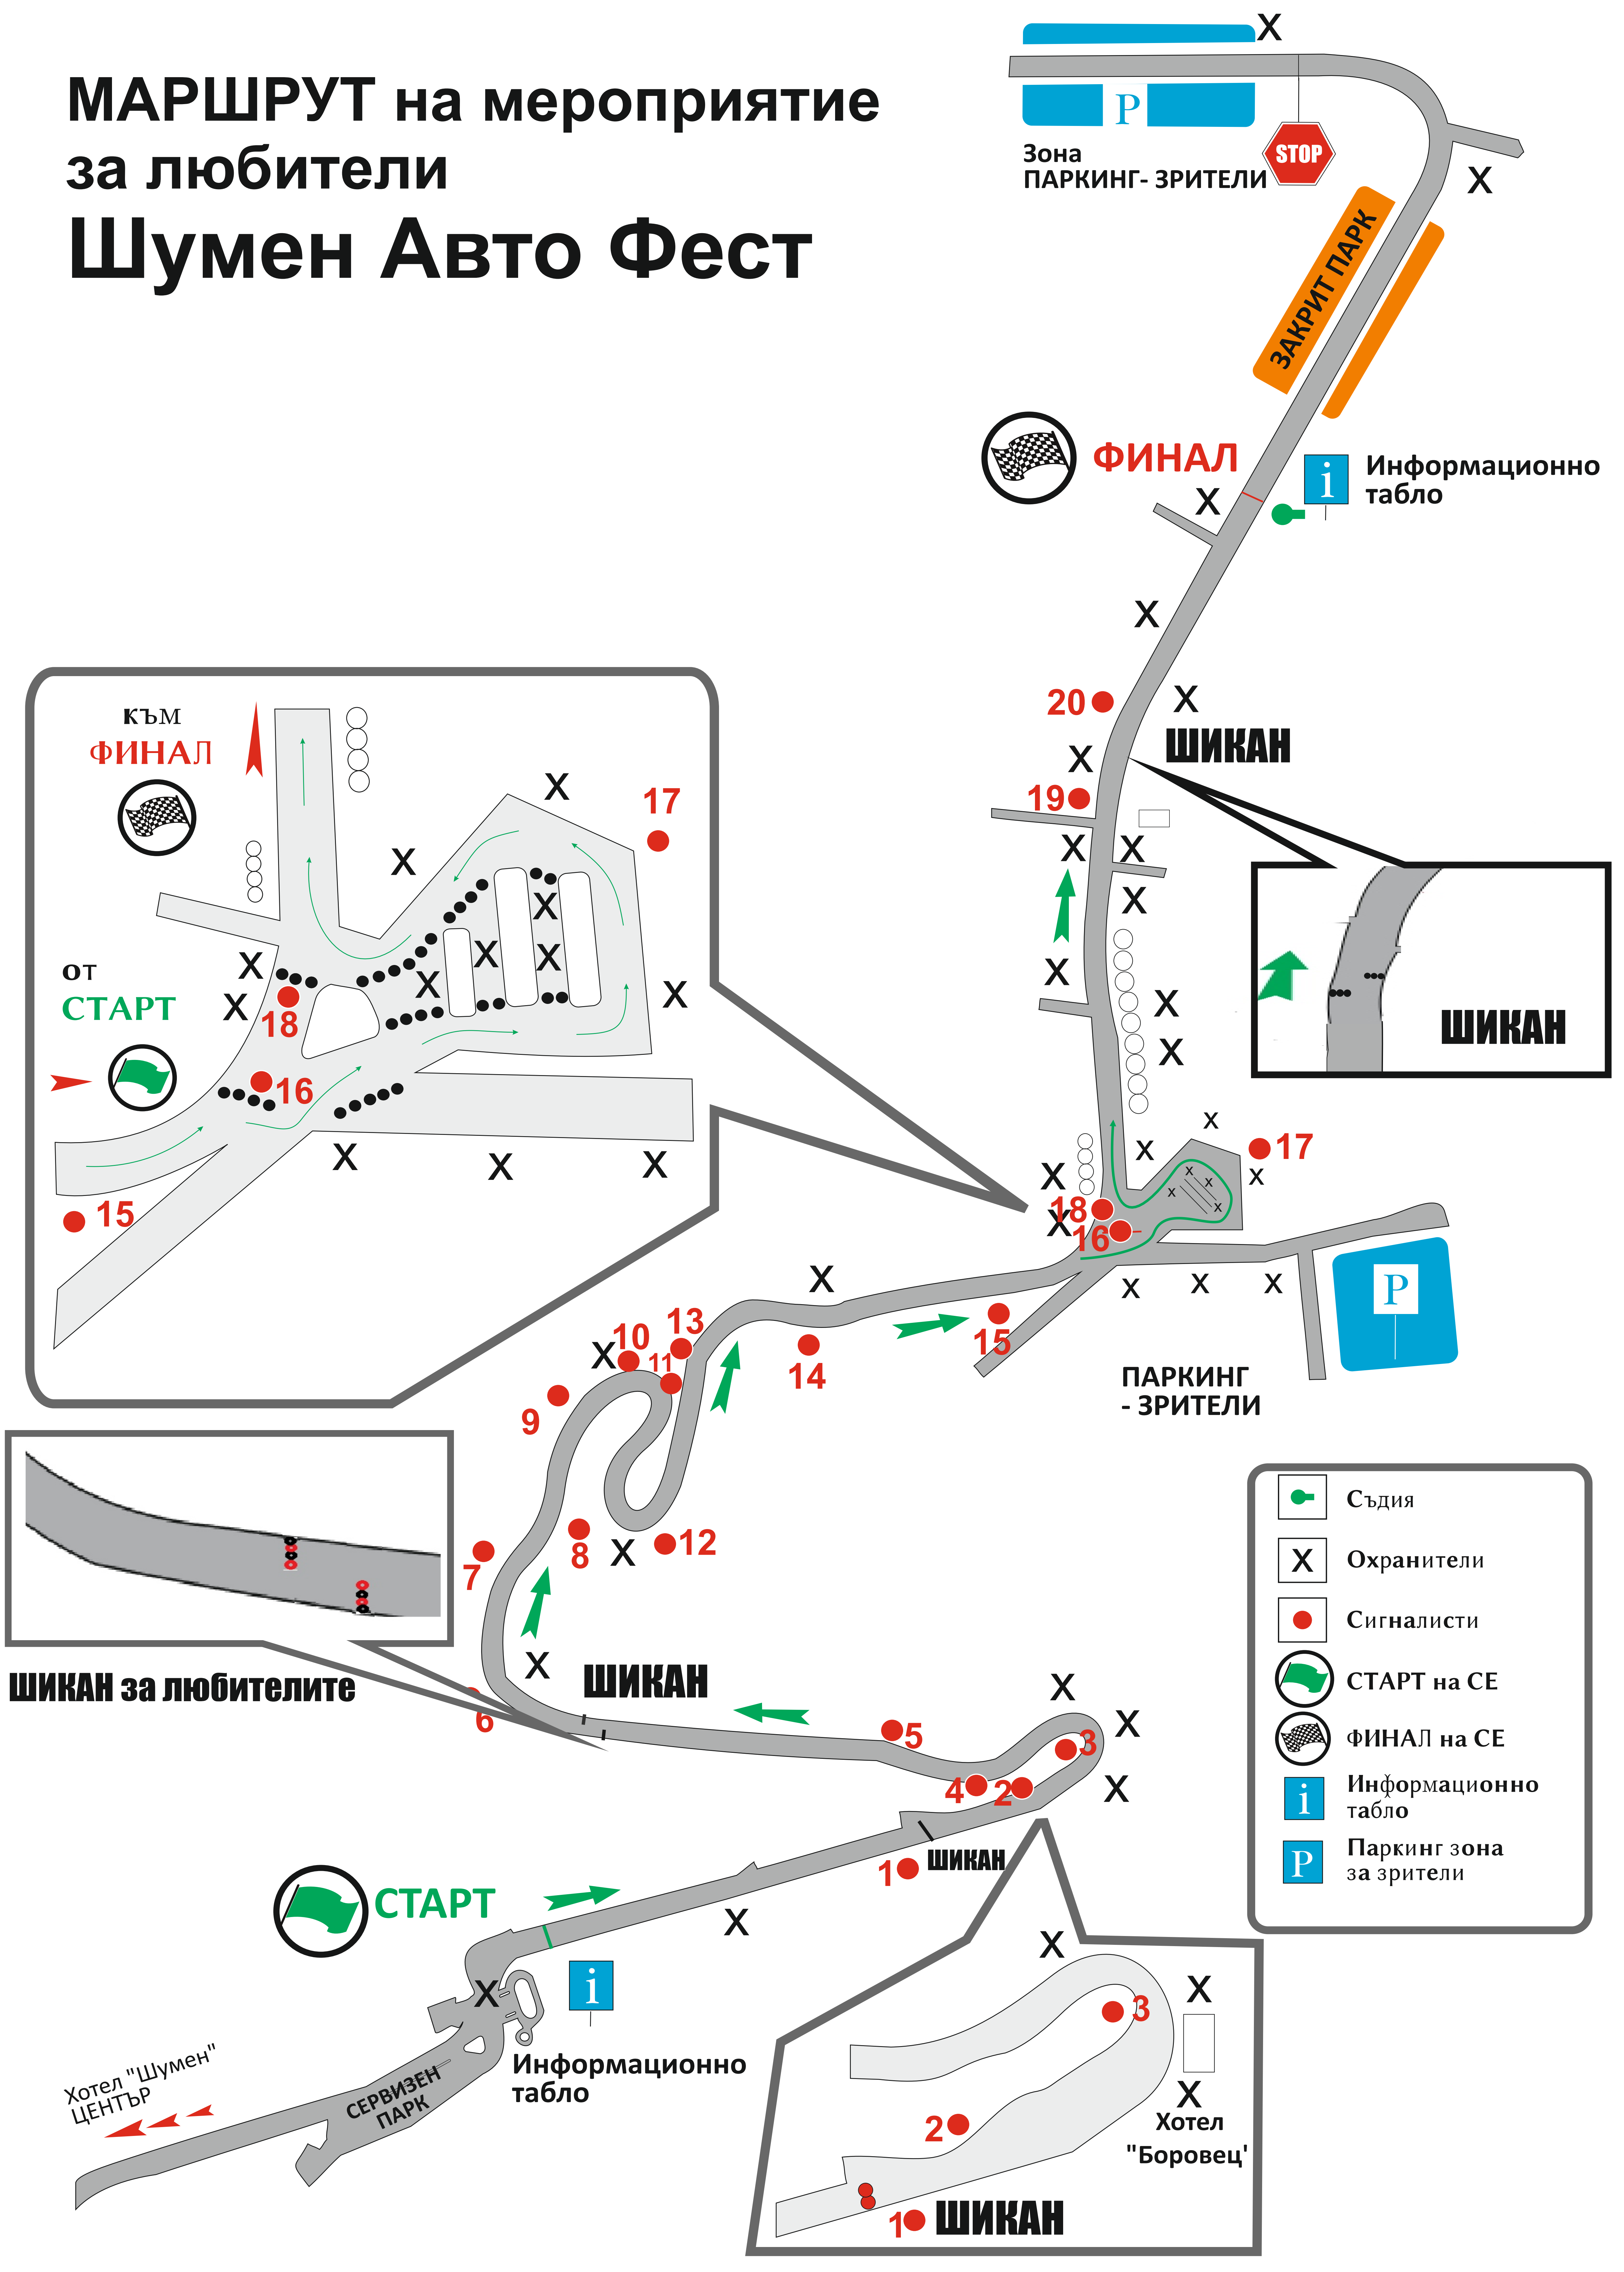 МАРШРУТ на мероприятие
за любители
Шумен Авто Фест
P
Зона
ПАРКИНГ- ЗРИТЕЛИ
STOP
ЗАКРИТ ПАРК
ФИНАЛ
i
Информационно
табло
20
ШИКАН
19
ШИКАН
към
ФИНАЛ
17
от
СТАРТ
18
16
15
17
18
16
P
15
ПАРКИНГ
- ЗРИТЕЛИ
14
13
10
11
9
12
8
7
ШИКАН за любителите
6
ШИКАН
5
3
4
2
1
ШИКАН
СТАРТ
i
Информационно
табло
Хотел "Шумен"
ЦЕНТЪР
СЕРВИЗЕН
ПАРК
3
2
Хотел
"Боровец'
1
ШИКАН
Съдия
X
Охранители
Сигналисти
СТАРТ на СЕ
ФИНАЛ на СЕ
i
Информационно
табло
P
Паркинг зона
за зрители